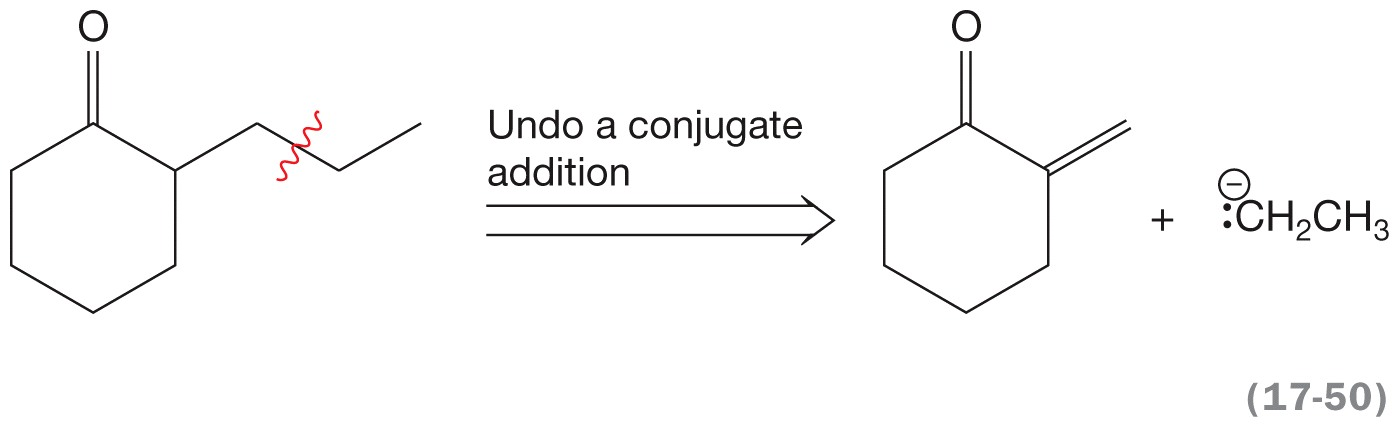 O
O
Undo a conjugate
addition
+
⊖
:CH₂CH₃
(17-50)